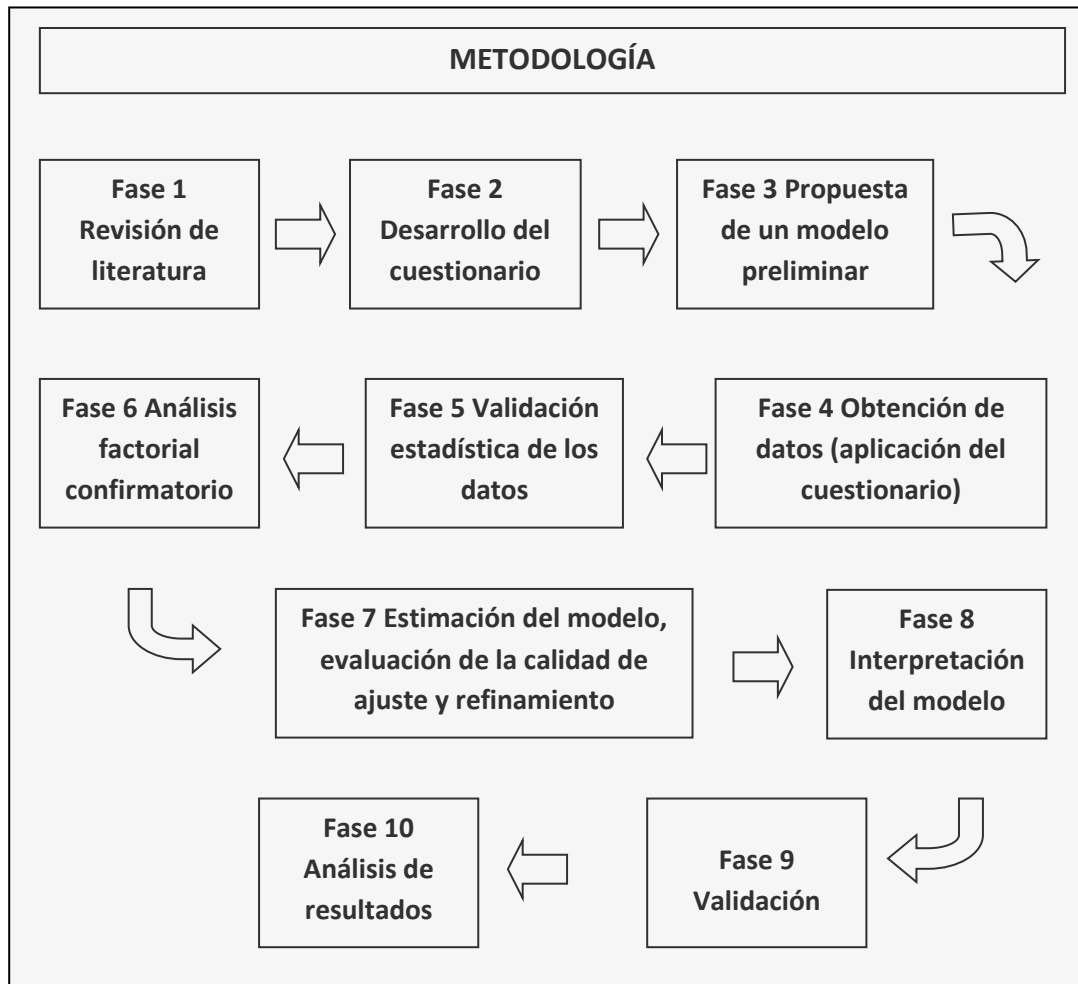 METODOLOGÍA
Fase 1
Revisión de
literatura
Fase 2
Desarrollo del
cuestionario
Fase 3 Propuesta
de un modelo
preliminar
Fase 4 Obtención de
datos (aplicación del
cuestionario)
Fase 5 Validación
estadística de los
datos
Fase 6 Análisis
factorial
confirmatorio
Fase 7 Estimación del modelo,
evaluación de la calidad de
ajuste y refinamiento
Fase 8
Interpretación
del modelo
Fase 9
Validación
Fase 10
Análisis de
resultados